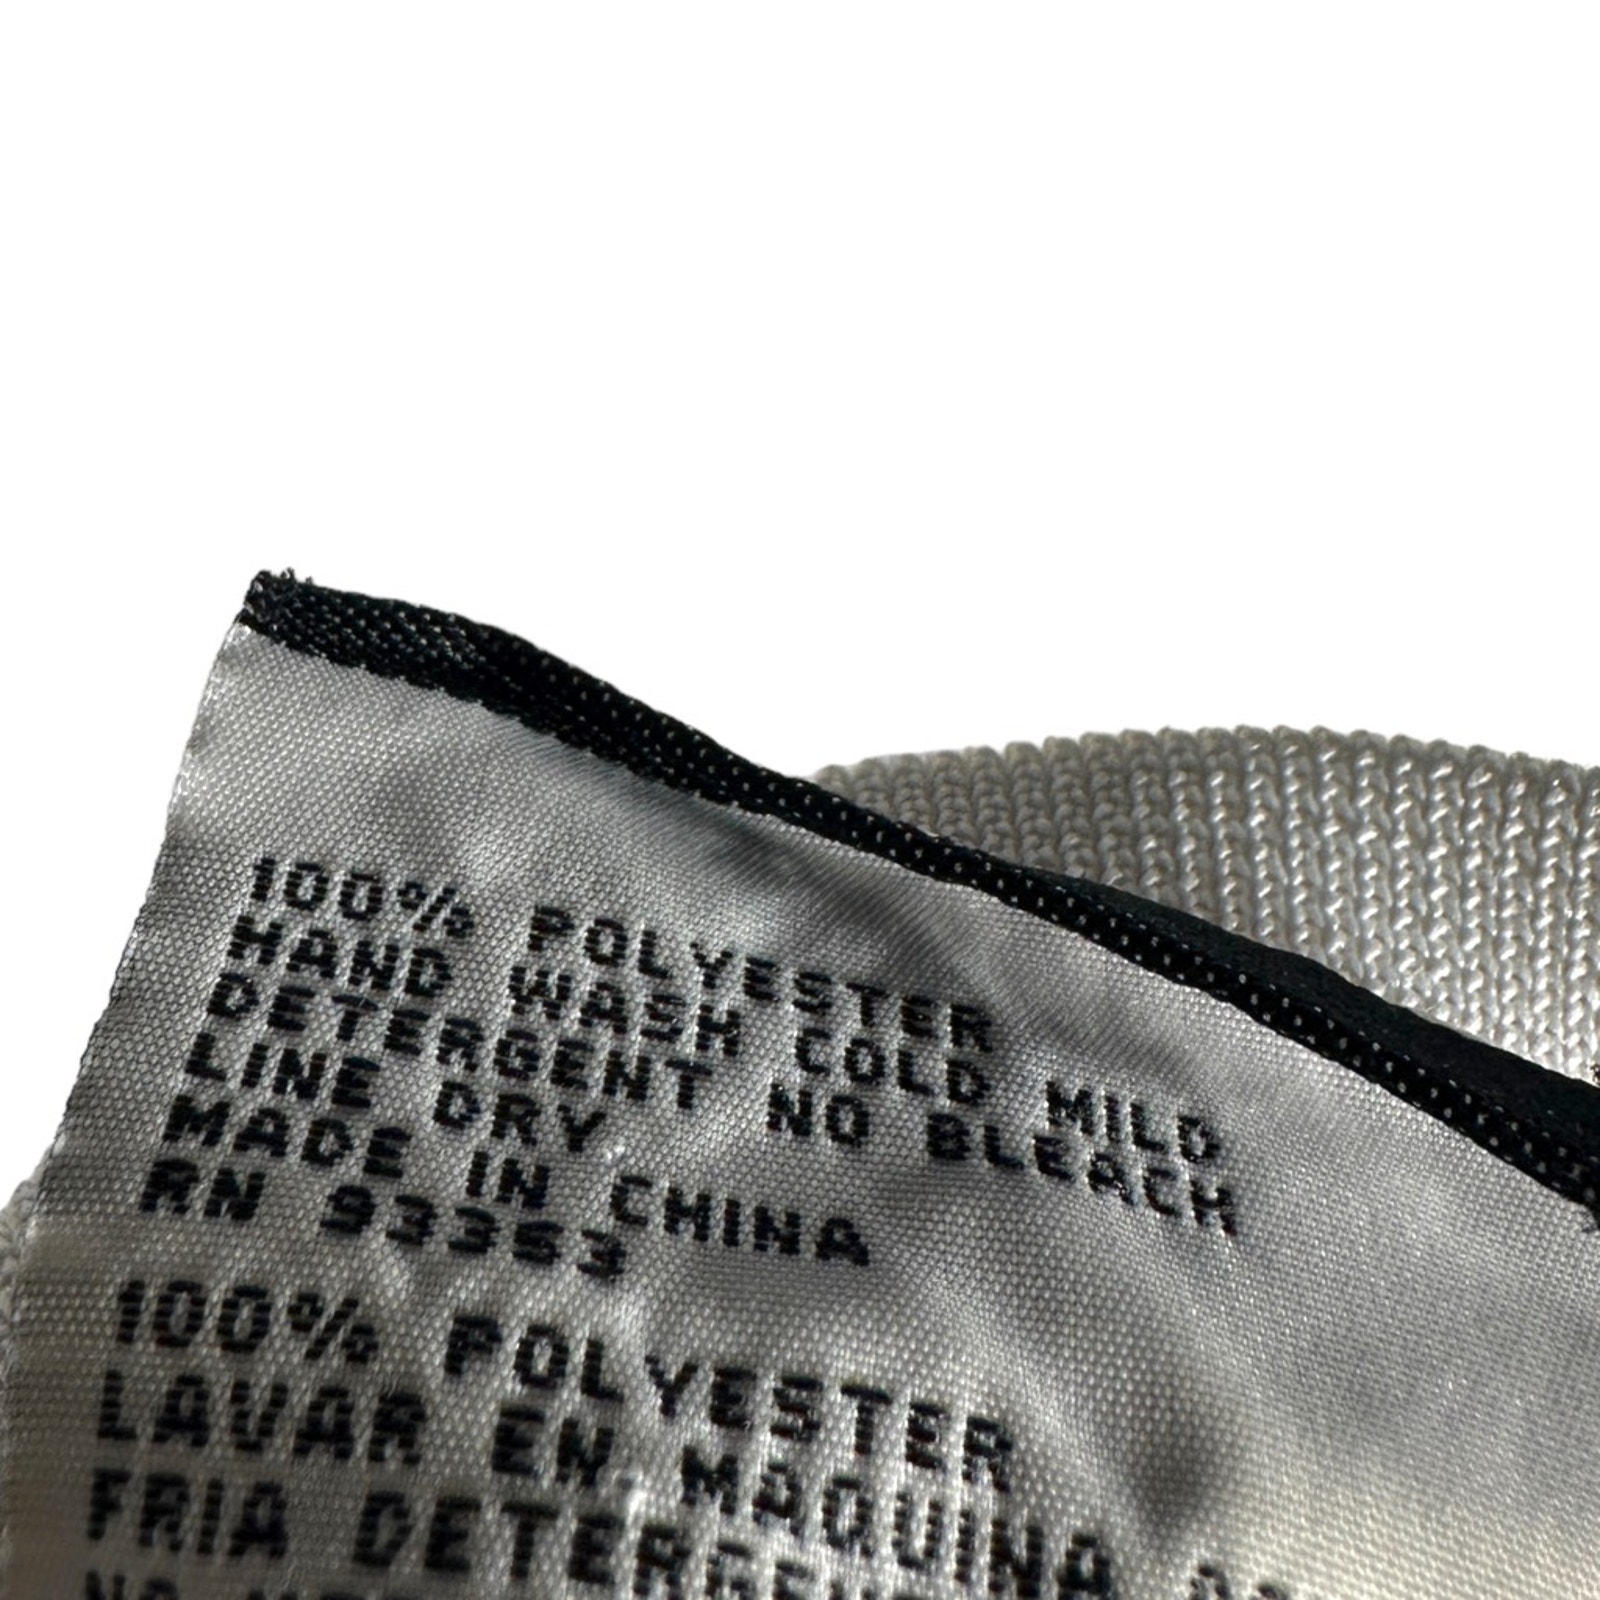 100% POLYESTER
HAND WASH COLD MILD
DETERGENT NO BLEACH
LINE DRY
MADE IN CHINA
RN 93353
100% POLYESTER
LAVAR EN MAQUINA
FRIA